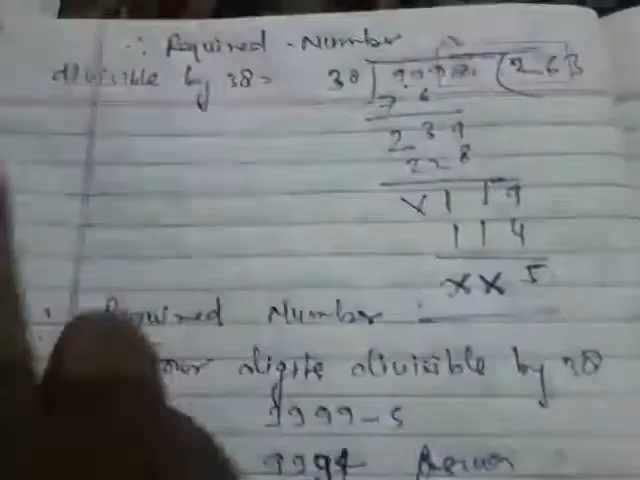 ∴ Required Number
divisible by 38 = 38 9999 (263
76
239
228
×119
114
××5
Required Number :
digits divisible by 38
9999-5
9994 Answer